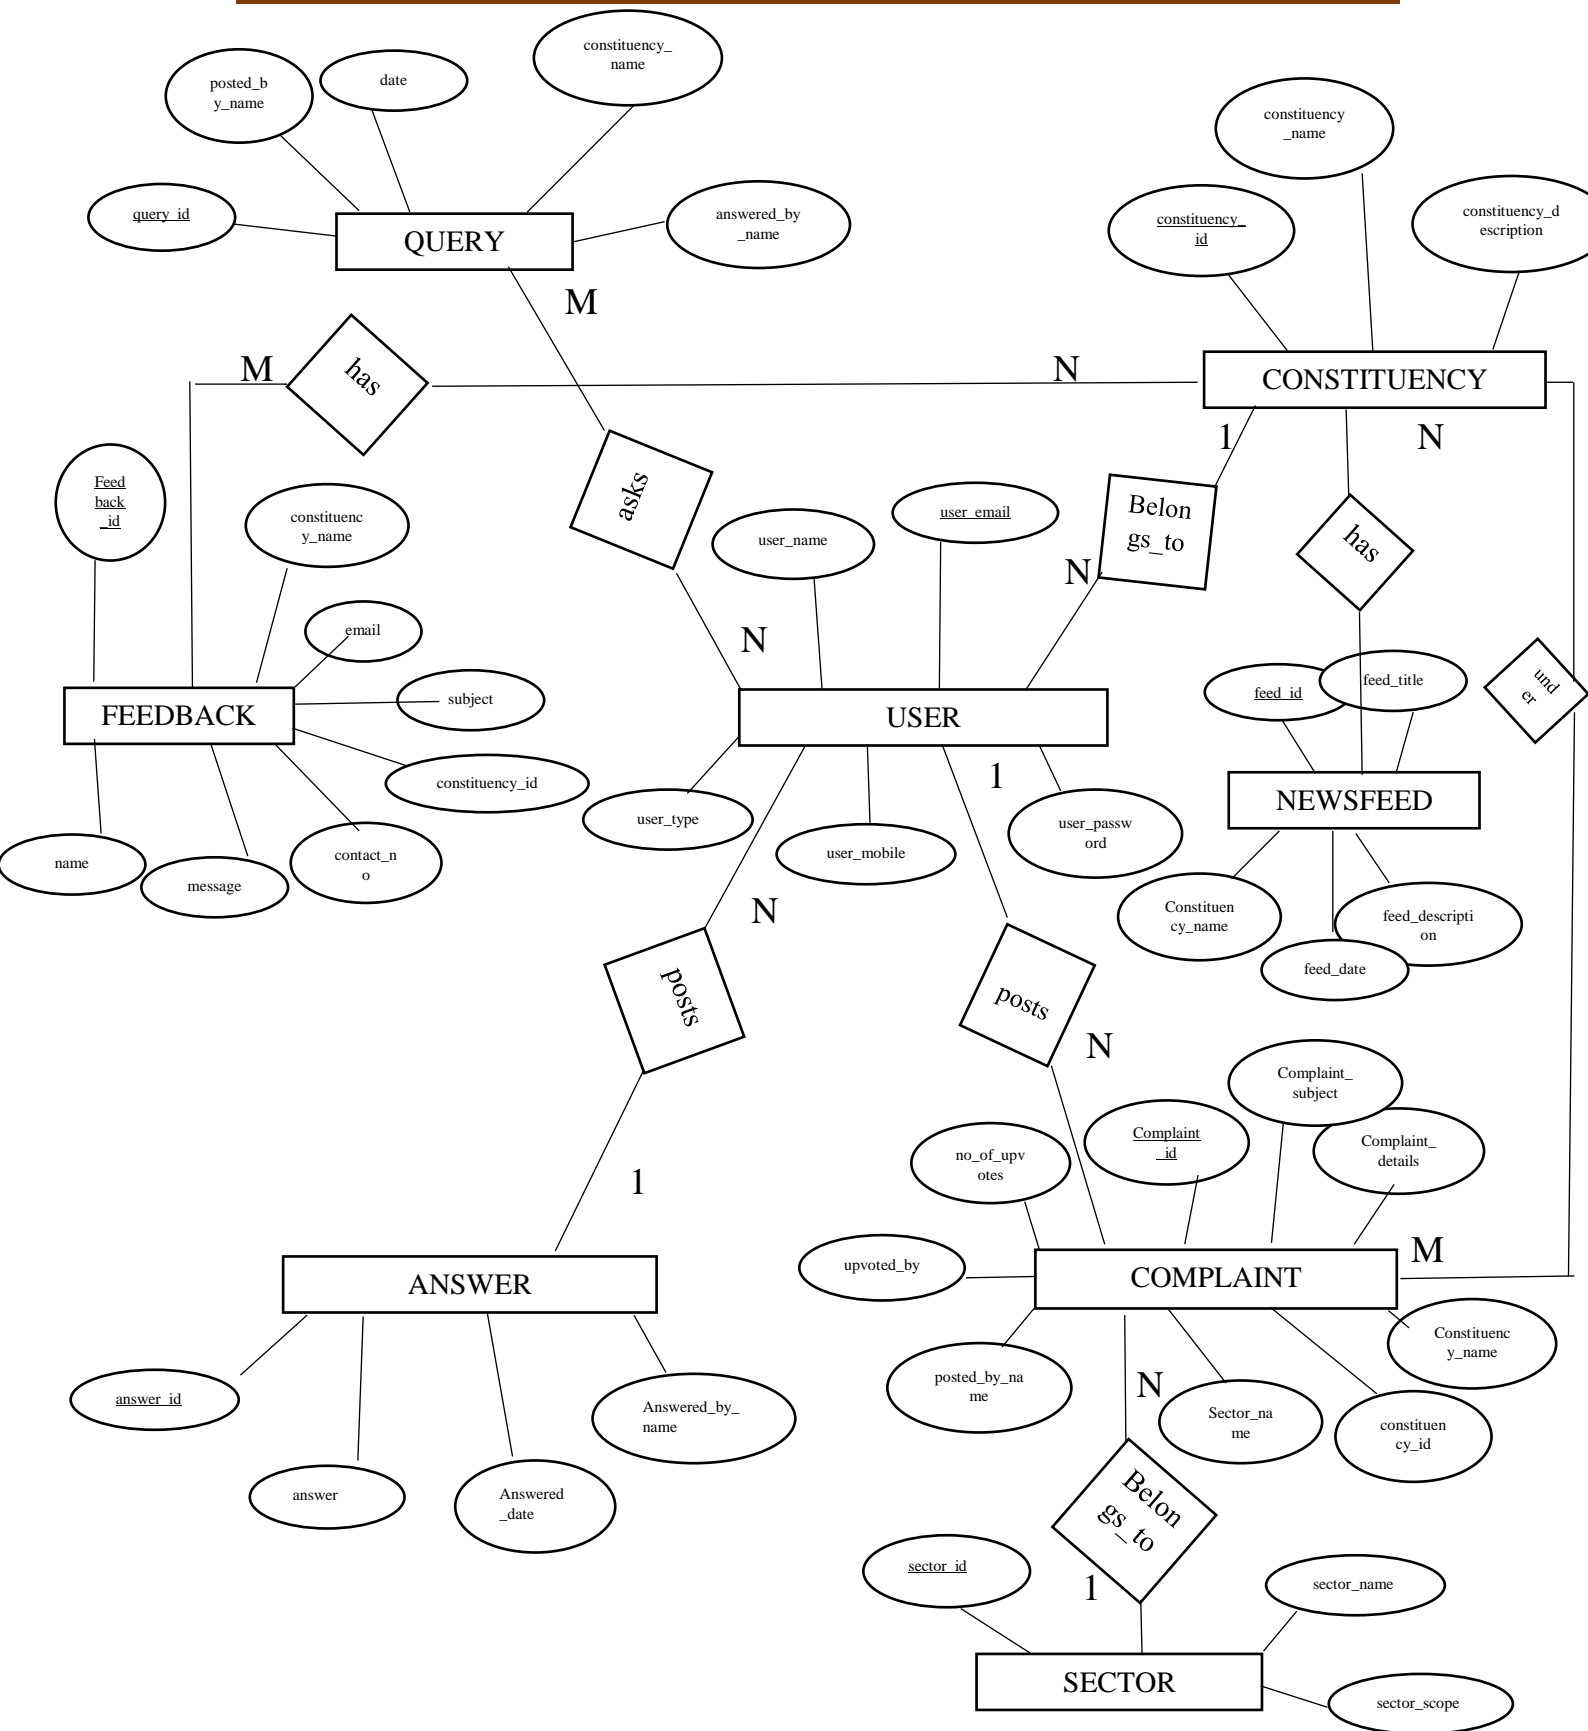 constituency_
name
posted_b
y_name
date
constituency
_name
query_id
answered_by
_name
constituency_
id
constituency_d
escription
QUERY
M
has
M
N
CONSTITUENCY
1
N
Feed
back
_id
constituenc
y_name
asks
user_name
user_email
Belon
gs_to
has
N
email
N
subject
feed_id
feed_title
und
er
FEEDBACK
USER
constituency_id
1
NEWSFEED
user_type
user_mobile
user_passw
ord
name
message
contact_n
o
N
Constituen
cy_name
feed_descripti
on
feed_date
posts
posts
N
Complaint_
subject
no_of_upv
otes
Complaint
_id
Complaint_
details
1
upvoted_by
M
ANSWER
COMPLAINT
Constituenc
y_name
posted_by_na
me
N
Sector_na
me
constituen
cy_id
answer_id
Answered_by_
name
answer
Answered
_date
Belon
gs_to
sector_id
1
sector_name
SECTOR
sector_scope